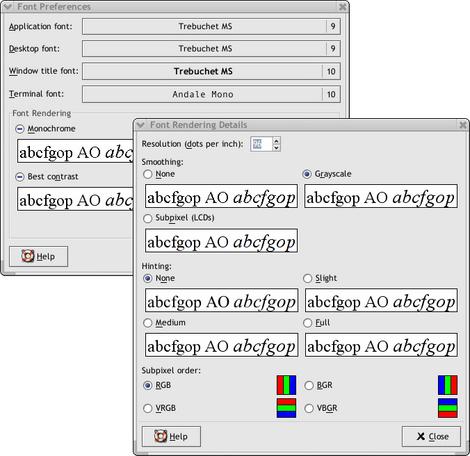 Font Preferences
Application font: Trebuchet MS 9
Desktop font: Trebuchet MS 9
Window title font: Trebuchet MS 10
Terminal font: Andale Mono 10
Font Rendering
Monochrome
abcfgop AO abc
Best contrast
abcfgop AO abc
Help
Font Rendering Details
Resolution (dots per inch): 96
Smoothing:
None Grayscale
abcfgop AO abcfgop abcfgop AO abcfgop
Subpixel (LCDs)
abcfgop AO abcfgop
Hinting:
None Slight
abcfgop AO abcfgop abcfgop AO abcfgop
Medium Full
abcfgop AO abcfgop abcfgop AO abcfgop
Subpixel order:
RGB BGR
VRGB VBGR
Help Close